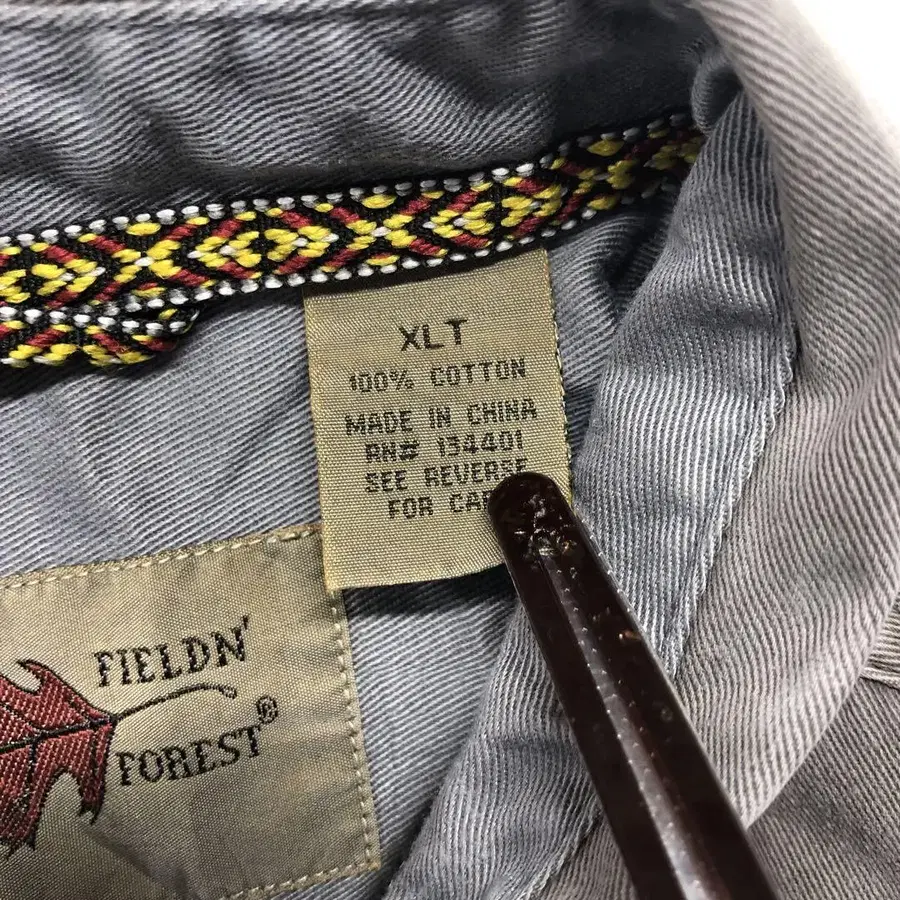 XLT
100% COTTON
MADE IN CHINA
RN# 134401
SEE REVERSE
FOR
FIELDN'
FOREST®